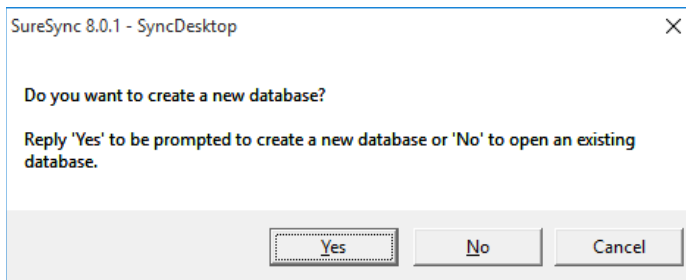 SureSync 8.0.1 - SyncDesktop
Do you want to create a new database?
Reply 'Yes' to be prompted to create a new database or 'No' to open an existing
database.
Yes No Cancel